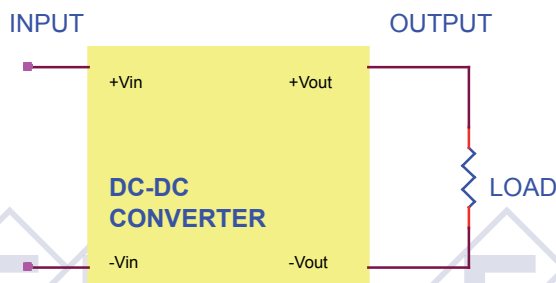 INPUT OUTPUT
+Vin +Vout
DC-DC
CONVERTER
LOAD
-Vin -Vout